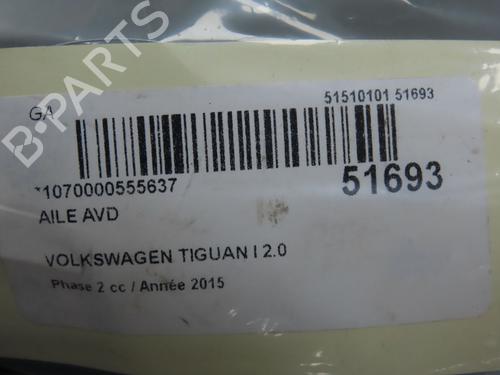 GA
51510101 51693
*1070000555637
51693
AILE AVD
VOLKSWAGEN TIGUAN I 2.0
Phase 2 cc / Année 2015
B-PARTS